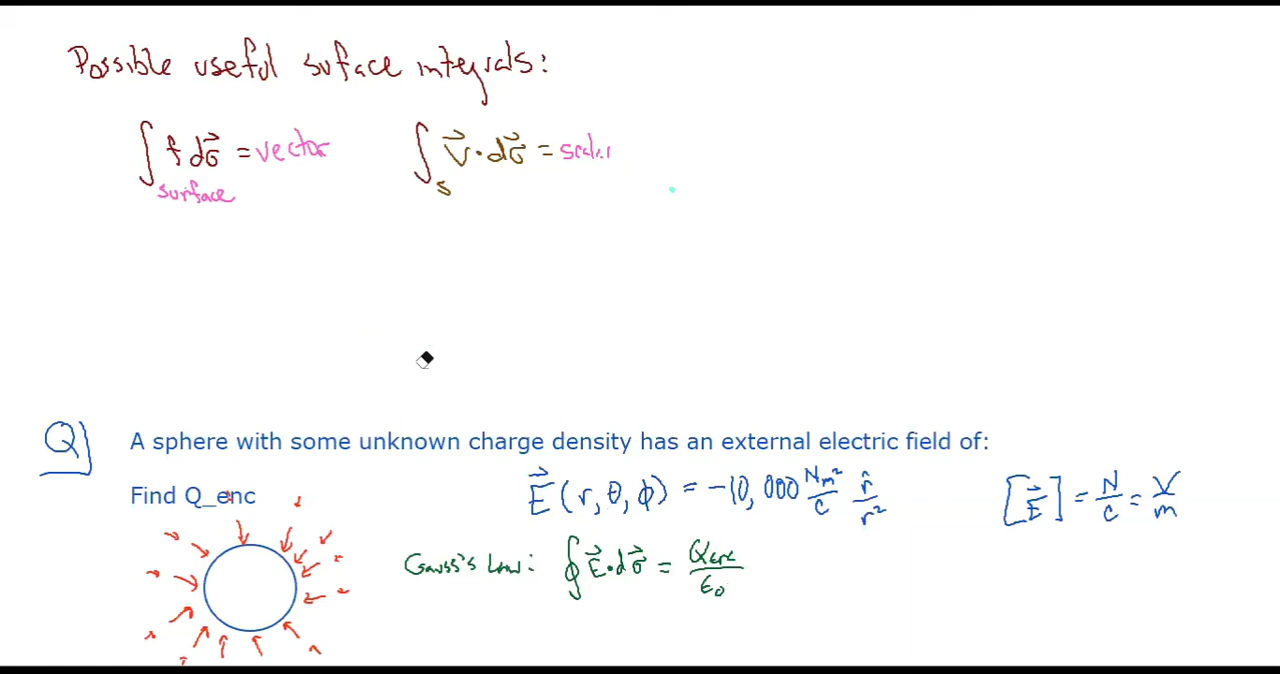 Possible useful suface integrals:
∫ f dσ⃗ = vector
surface
∫ V⃗ · dσ⃗ = scalar
s
Q) A sphere with some unknown charge density has an external electric field of:
E⃗(r, θ, ϕ) = -10,000 Nm²/C r̂/r²
[E⃗] = N/C = V/m
Find Q_enc
Gauss's Law: ∮ E⃗ · dσ⃗ = Qenc/ε₀